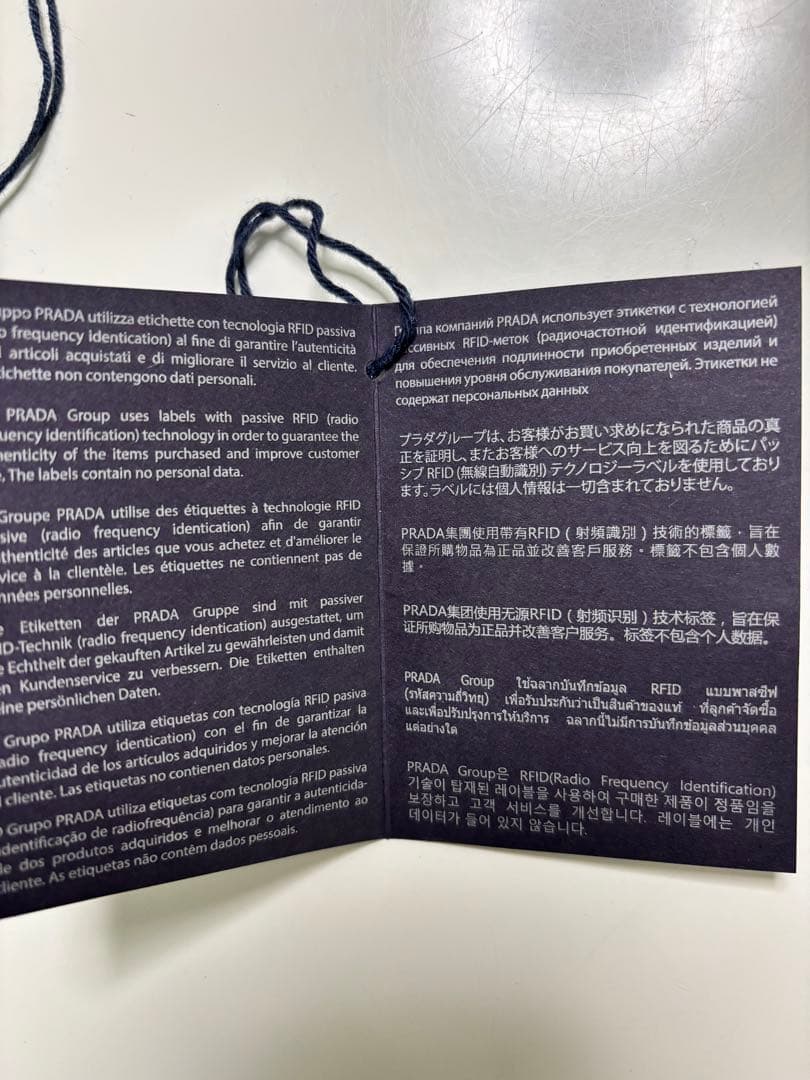 PRADA utilizza etichette con tecnologia RFID passiva
frequency identication) al fine di garantire l'autenticità
articoli acquistati e di migliorare il servizio al cliente.
non contengono dati personali.
PRADA Group uses labels with passive RFID (radio
identification) technology in order to guarantee the
of the items purchased and improve customer
The labels contain no personal data.
Groupe PRADA utilise des étiquettes à technologie RFID
(radio frequency identication) afin de garantir
des articles que vous achetez et d'améliorer le
à la clientèle. Les étiquettes ne contiennent pas de
personnelles.
Etiketten der PRADA Gruppe sind mit passiver
(radio frequency identication) ausgestattet, um
Echtheit der gekauften Artikel zu gewährleisten und damit
Kundenservice zu verbessern. Die Etiketten enthalten
persönlichen Daten.
Grupo PRADA utiliza etiquetas con tecnología RFID pasiva
frequency identication) con el fin de garantizar la
de los artículos adquiridos y mejorar la atención
cliente. Las etiquetas no contienen datos personales.
Grupo PRADA utiliza etiquetas com tecnologia RFID passiva
de radiofrequência) para garantir a autenticida-
dos produtos adquiridos e melhorar o atendimento ao
As etiquetas não contêm dados pessoais.
компаний PRADA использует этикетки с технологией
RFID-меток (радиочастотной идентификацией)
для обеспечения подлинности приобретенных изделий и
повышения уровня обслуживания покупателей. Этикетки не
содержат персональных данных
プラダグループは、お客様がお買い求めになられた商品の真
正を証明し、またお客様へのサービス向上を図るためにパッ
シブ RFID (無線自動識別) テクノロジーラベルを使用しており
ます。ラベルには個人情報は一切含まれておりません。
PRADA集團使用帶有RFID（射頻識別）技術的標籤，旨在
保證所購物品為正品並改善客戶服務。標籤不包含個人數
據。
PRADA集团使用无源RFID（射频识别）技术标签，旨在保
证所购物品为正品并改善客户服务。标签不包含个人数据。
PRADA Group ใช้ฉลากบันทึกข้อมูล RFID แบบพาสซีฟ
(รหัสความถี่วิทยุ) เพื่อรับประกันว่าเป็นสินค้าของแท้ ที่ลูกค้าจัดซื้อ
และเพื่อปรับปรุงการให้บริการ ฉลากนี้ไม่มีการบันทึกข้อมูลส่วนบุคคล
แต่อย่างใด
PRADA Group은 RFID(Radio Frequency Identification)
기술이 탑재된 레이블을 사용하여 구매한 제품이 정품임을
보장하고 고객 서비스를 개선합니다. 레이블에는 개인
데이터가 들어 있지 않습니다.